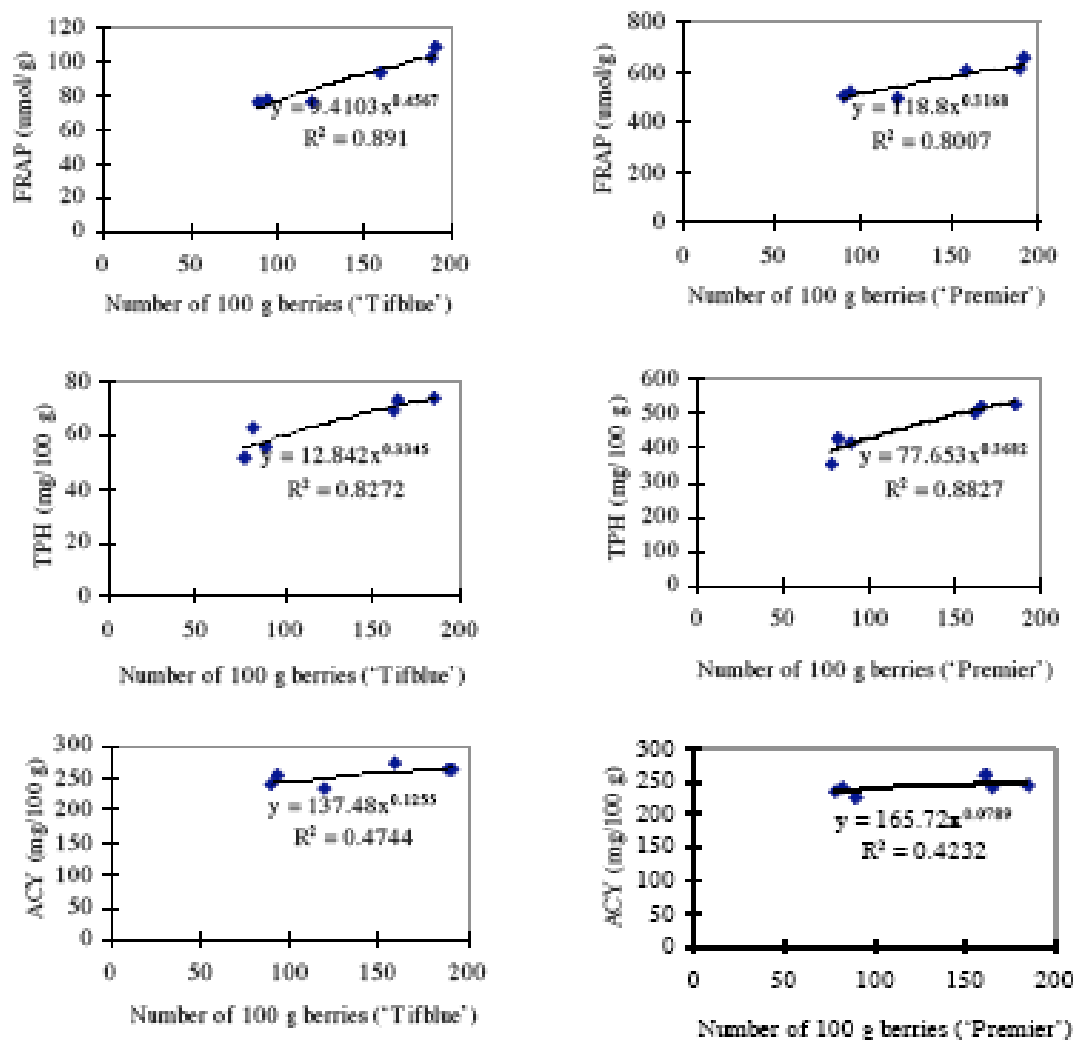 FRAP (umol/g)
120
100
80
60
40
20
0
y = 9.4103x
R² = 0.891
0 50 100 150 200
Number of 100 g berries ('Tifblue')
FRAP (umol/g)
800
600
400
200
0
y = 118.8x^0.3168
R² = 0.8007
0 50 100 150 200
Number of 100 g berries ('Premier')
TPH (mg/100 g)
80
60
40
20
0
y = 12.842x^0.3345
R² = 0.8272
0 50 100 150 200
Number of 100 g berries ('Tifblue')
TPH (mg/100 g)
600
500
400
300
200
100
0
y = 77.653x^0.3682
R² = 0.8827
0 50 100 150 200
Number of 100 g berries ('Premier')
ACY (mg/100 g)
300
250
200
150
100
50
0
y = 137.48x^0.1255
R² = 0.4744
0 50 100 150 200
Number of 100 g berries ('Tifblue')
ACY (mg/100 g)
300
250
200
150
100
50
0
y = 165.72x^0.0789
R² = 0.4232
0 50 100 150 200
Number of 100 g berries ('Premier')